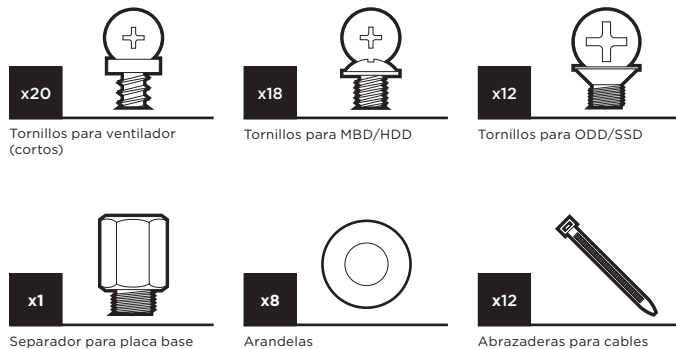 x20
Tornillos para ventilador
(cortos)
x18
Tornillos para MBD/HDD
x12
Tornillos para ODD/SSD
x1
Separador para placa base
x8
Arandelas
x12
Abrazaderas para cables